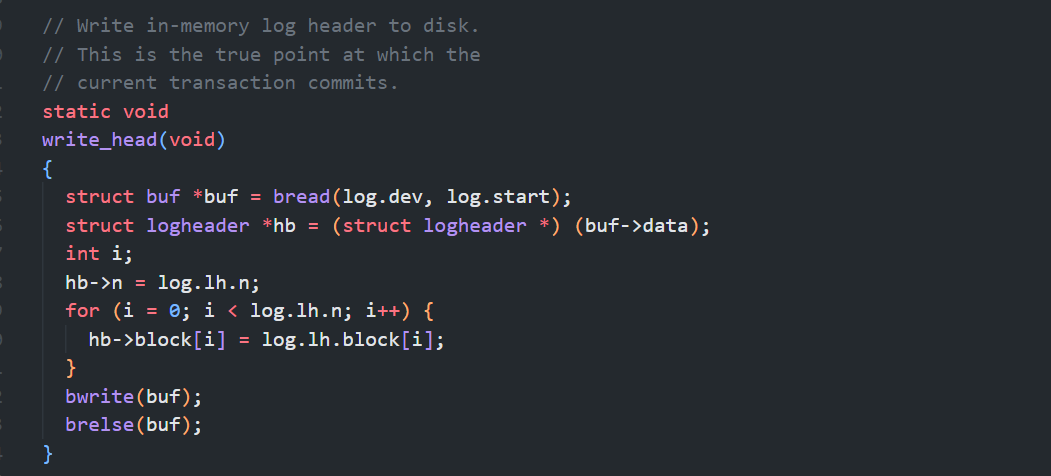 // Write in-memory log header to disk.
// This is the true point at which the
// current transaction commits.
static void
write_head(void)
{
  struct buf *buf = bread(log.dev, log.start);
  struct logheader *hb = (struct logheader *) (buf->data);
  int i;
  hb->n = log.lh.n;
  for (i = 0; i < log.lh.n; i++) {
    hb->block[i] = log.lh.block[i];
  }
  bwrite(buf);
  brelse(buf);
}